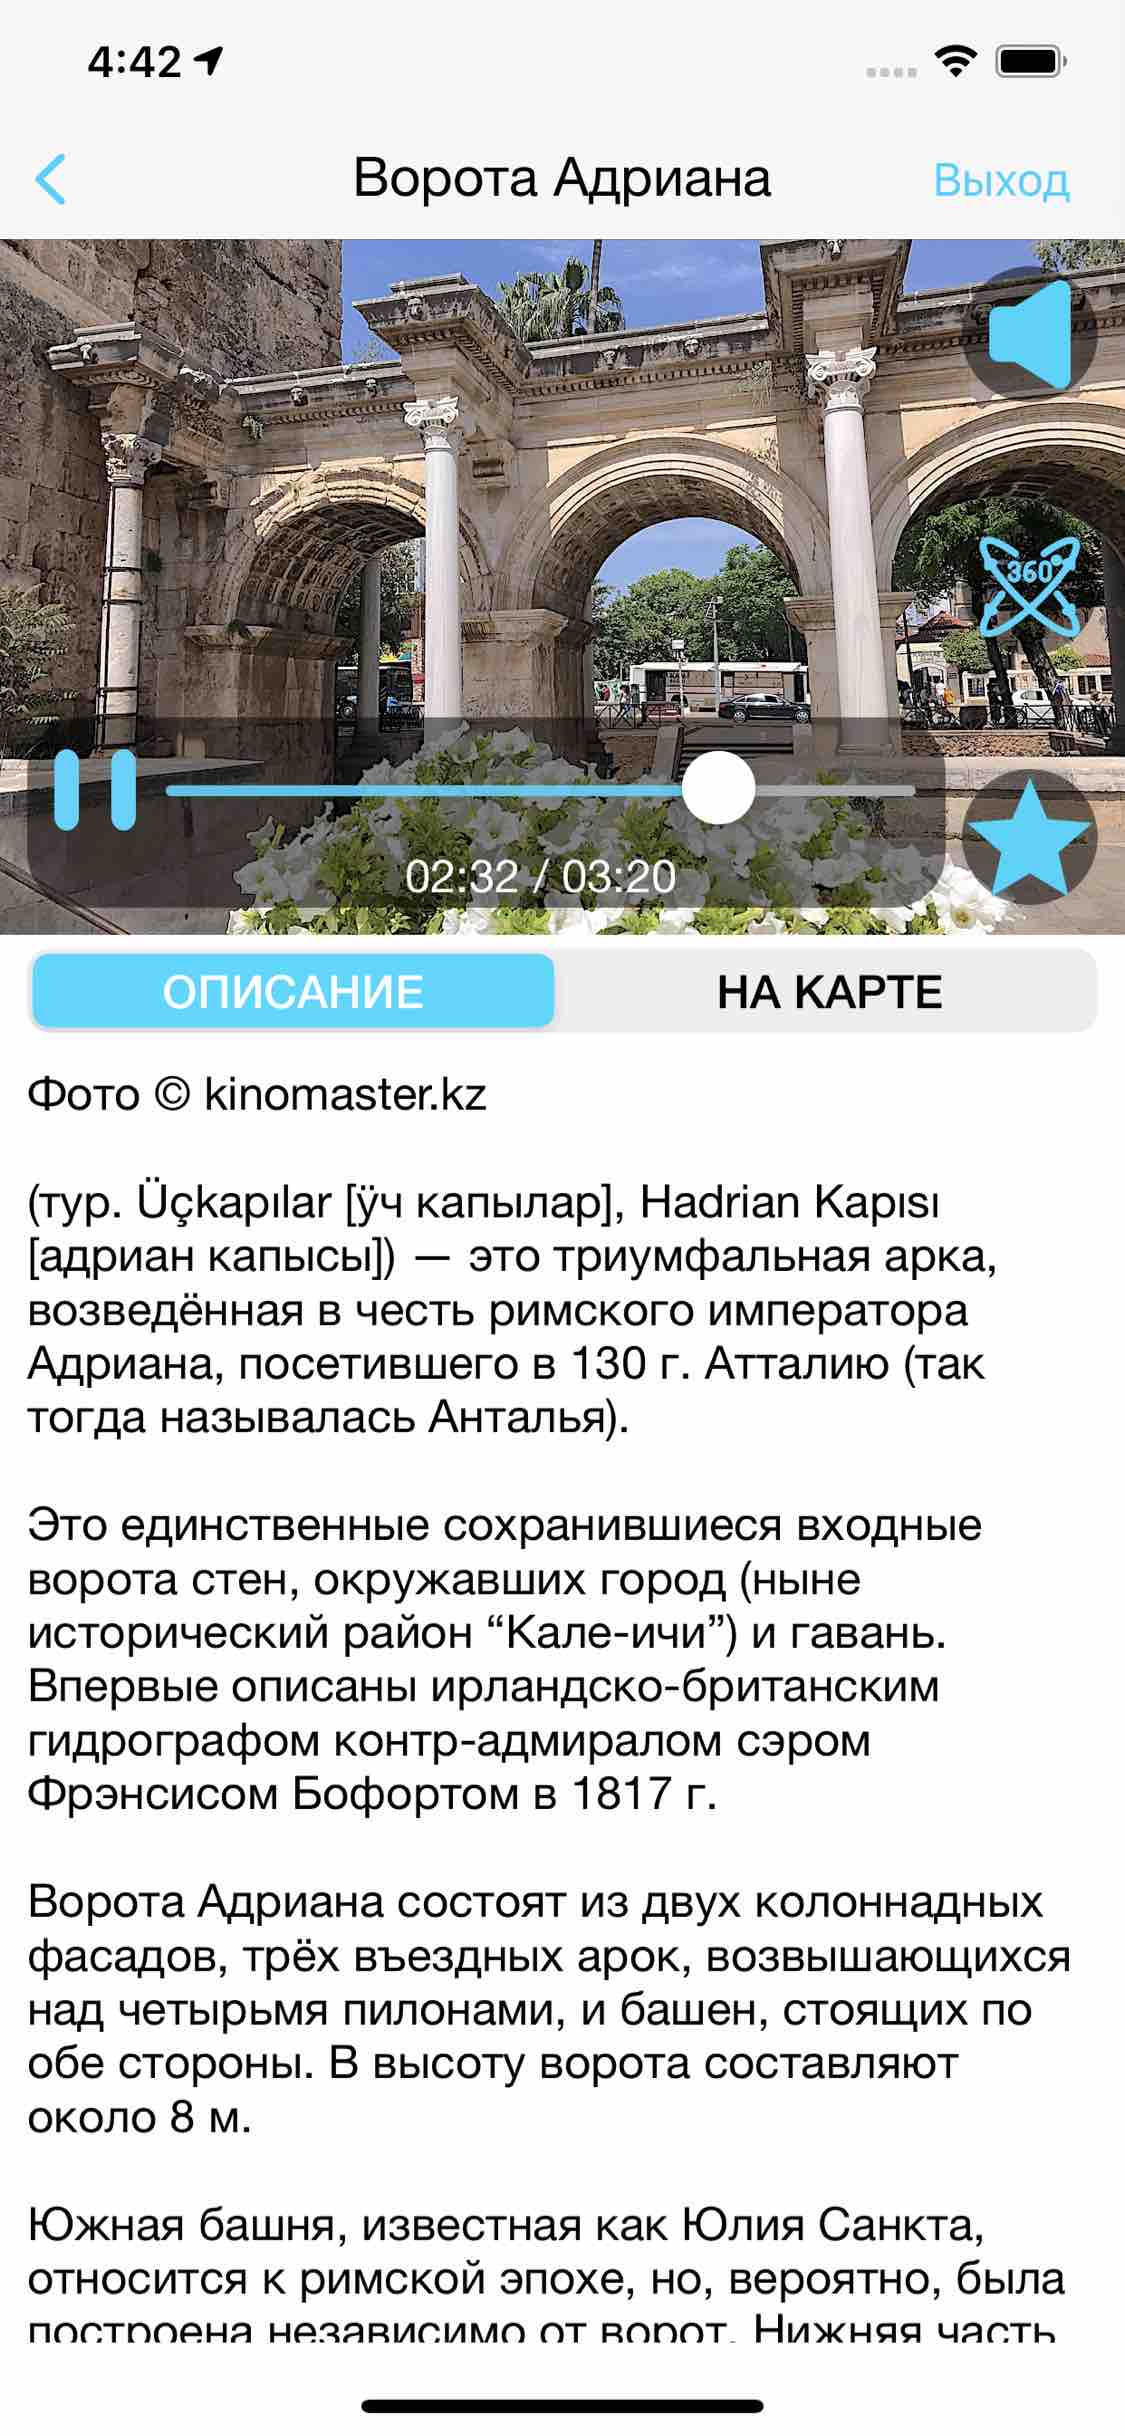 4:42
Ворота Адриана
Выход
360°
02:32 / 03:20
ОПИСАНИЕ
НА КАРТЕ
Фото © kinomaster.kz
(тур. Üçkapılar [ӱч капылар], Hadrian Kapısı
[адриан капысы]) — это триумфальная арка,
возведённая в честь римского императора
Адриана, посетившего в 130 г. Атталию (так
тогда называлась Анталья).
Это единственные сохранившиеся входные
ворота стен, окружавших город (ныне
исторический район “Кале-ичи”) и гавань.
Впервые описаны ирландско-британским
гидрографом контр-адмиралом сэром
Фрэнсисом Бофортом в 1817 г.
Ворота Адриана состоят из двух колоннадных
фасадов, трёх въездных арок, возвышающихся
над четырьмя пилонами, и башен, стоящих по
обе стороны. В высоту ворота составляют
около 8 м.
Южная башня, известная как Юлия Санкта,
относится к римской эпохе, но, вероятно, была
построена независимо от ворот. Нижняя часть